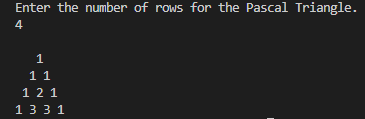 Enter the number of rows for the Pascal Triangle.
4
1
1 1
1 2 1
1 3 3 1